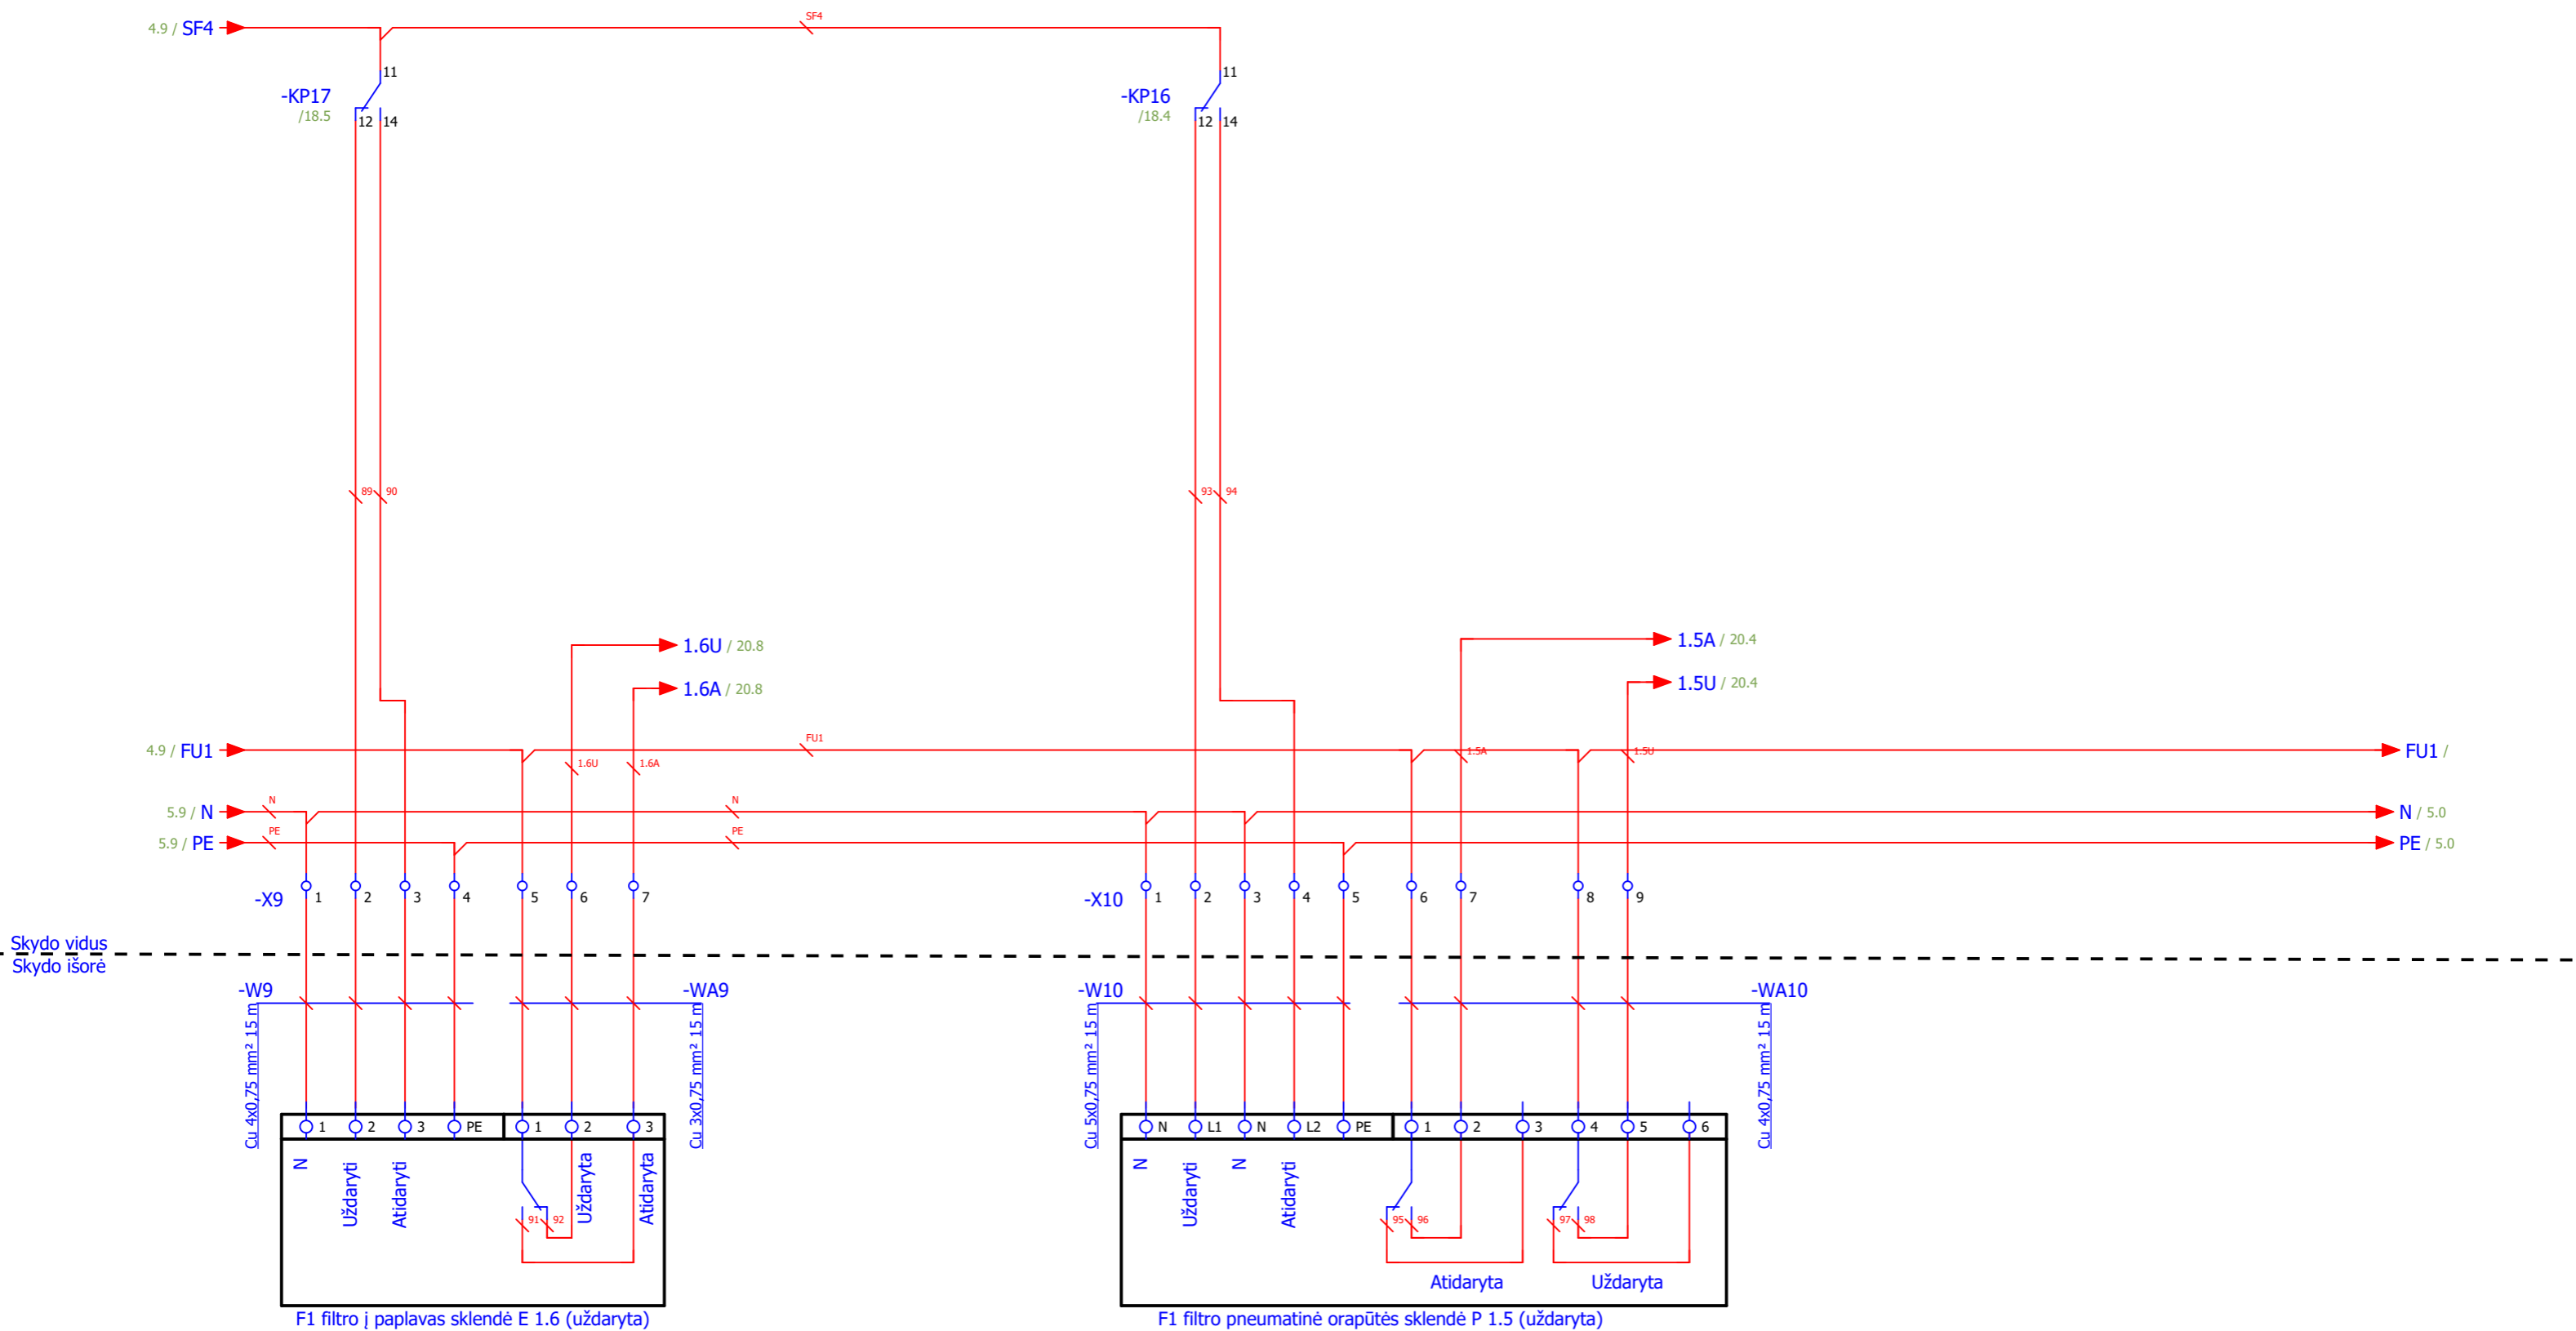 4.9 / SF4
SF4
11
11
-KP17
/18.5
12 14
-KP16
/18.4
12 14
89 90
93 94
1.6U / 20.8
1.6A / 20.8
1.5A / 20.4
1.5U / 20.4
4.9 / FU1
FU1
1.6U
1.6A
1.5A
1.5U
FU1 /
5.9 / N
N
N
N / 5.0
5.9 / PE
PE
PE
PE / 5.0
-X9 1 2 3 4 5 6 7
-X10 1 2 3 4 5 6 7 8 9
Skydo vidus
Skydo išorė
-W9
Cu 4x0,75 mm² 15 m
-WA9
Cu 3x0,75 mm² 15 m
-W10
Cu 5x0,75 mm² 15 m
-WA10
Cu 4x0,75 mm² 15 m
1 2 3 PE 1 2 3
N L1 N L2 PE 1 2 3 4 5 6
N
Uždaryti
Atidaryti
91 92
Uždaryta
Atidaryta
N
Uždaryti
N
Atidaryti
95 96
97 98
Atidaryta
Uždaryta
F1 filtro į paplavas sklendė E 1.6 (uždaryta)
F1 filtro pneumatinė orapūtės sklendė P 1.5 (uždaryta)